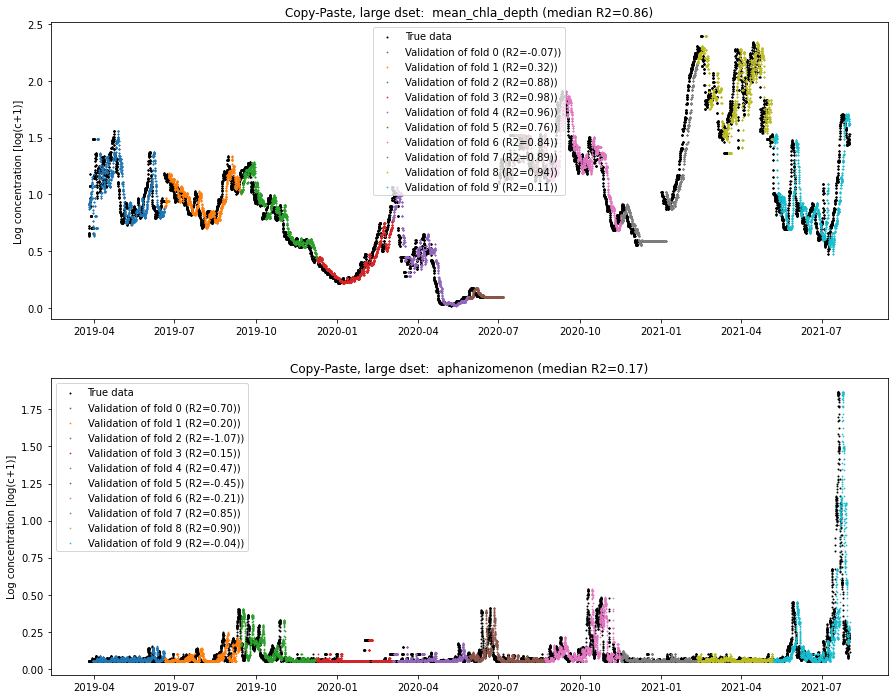 Copy-Paste, large dset:  mean_chla_depth (median R2=0.86)
Log concentration [log(c+1)]
2.5
2.0
1.5
1.0
0.5
0.0
True data
Validation of fold 0 (R2=-0.07))
Validation of fold 1 (R2=0.32))
Validation of fold 2 (R2=0.88))
Validation of fold 3 (R2=0.98))
Validation of fold 4 (R2=0.96))
Validation of fold 5 (R2=0.76))
Validation of fold 6 (R2=0.84))
Validation of fold 7 (R2=0.89))
Validation of fold 8 (R2=0.94))
Validation of fold 9 (R2=0.11))
2019-04 2019-07 2019-10 2020-01 2020-04 2020-07 2020-10 2021-01 2021-04 2021-07
Copy-Paste, large dset:  aphanizomenon (median R2=0.17)
Log concentration [log(c+1)]
1.75
1.50
1.25
1.00
0.75
0.50
0.25
0.00
True data
Validation of fold 0 (R2=0.70))
Validation of fold 1 (R2=0.20))
Validation of fold 2 (R2=-1.07))
Validation of fold 3 (R2=0.15))
Validation of fold 4 (R2=0.47))
Validation of fold 5 (R2=-0.45))
Validation of fold 6 (R2=-0.21))
Validation of fold 7 (R2=0.85))
Validation of fold 8 (R2=0.90))
Validation of fold 9 (R2=-0.04))
2019-04 2019-07 2019-10 2020-01 2020-04 2020-07 2020-10 2021-01 2021-04 2021-07